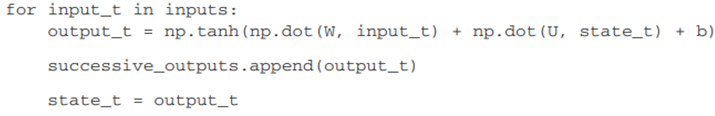 for input_t in inputs:
    output_t = np.tanh(np.dot(W, input_t) + np.dot(U, state_t) + b)
    successive_outputs.append(output_t)
    state_t = output_t